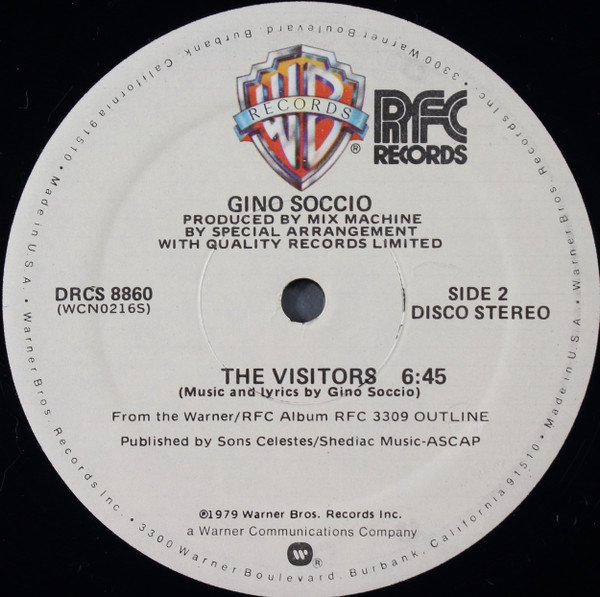 WB
RECORDS
®
RFC
RECORDS
GINO SOCCIO
PRODUCED BY MIX MACHINE
BY SPECIAL ARRANGEMENT
WITH QUALITY RECORDS LIMITED
DRCS 8860
(WCN0216S)
SIDE 2
DISCO STEREO
THE VISITORS 6:45
(Music and lyrics by Gino Soccio)
From the Warner/RFC Album RFC 3309 OUTLINE
Published by Sons Celestes/Shediac Music-ASCAP
℗1979 Warner Bros. Records Inc.
a Warner Communications Company
W ®
Made in U.S.A. • Warner Bros. Records Inc. • 3300 Warner Boulevard, Burbank, California 91510 • Made in U.S.A. • Warner Bros. Records Inc. • 3300 Warner Boulevard, Burbank, California 91510 •